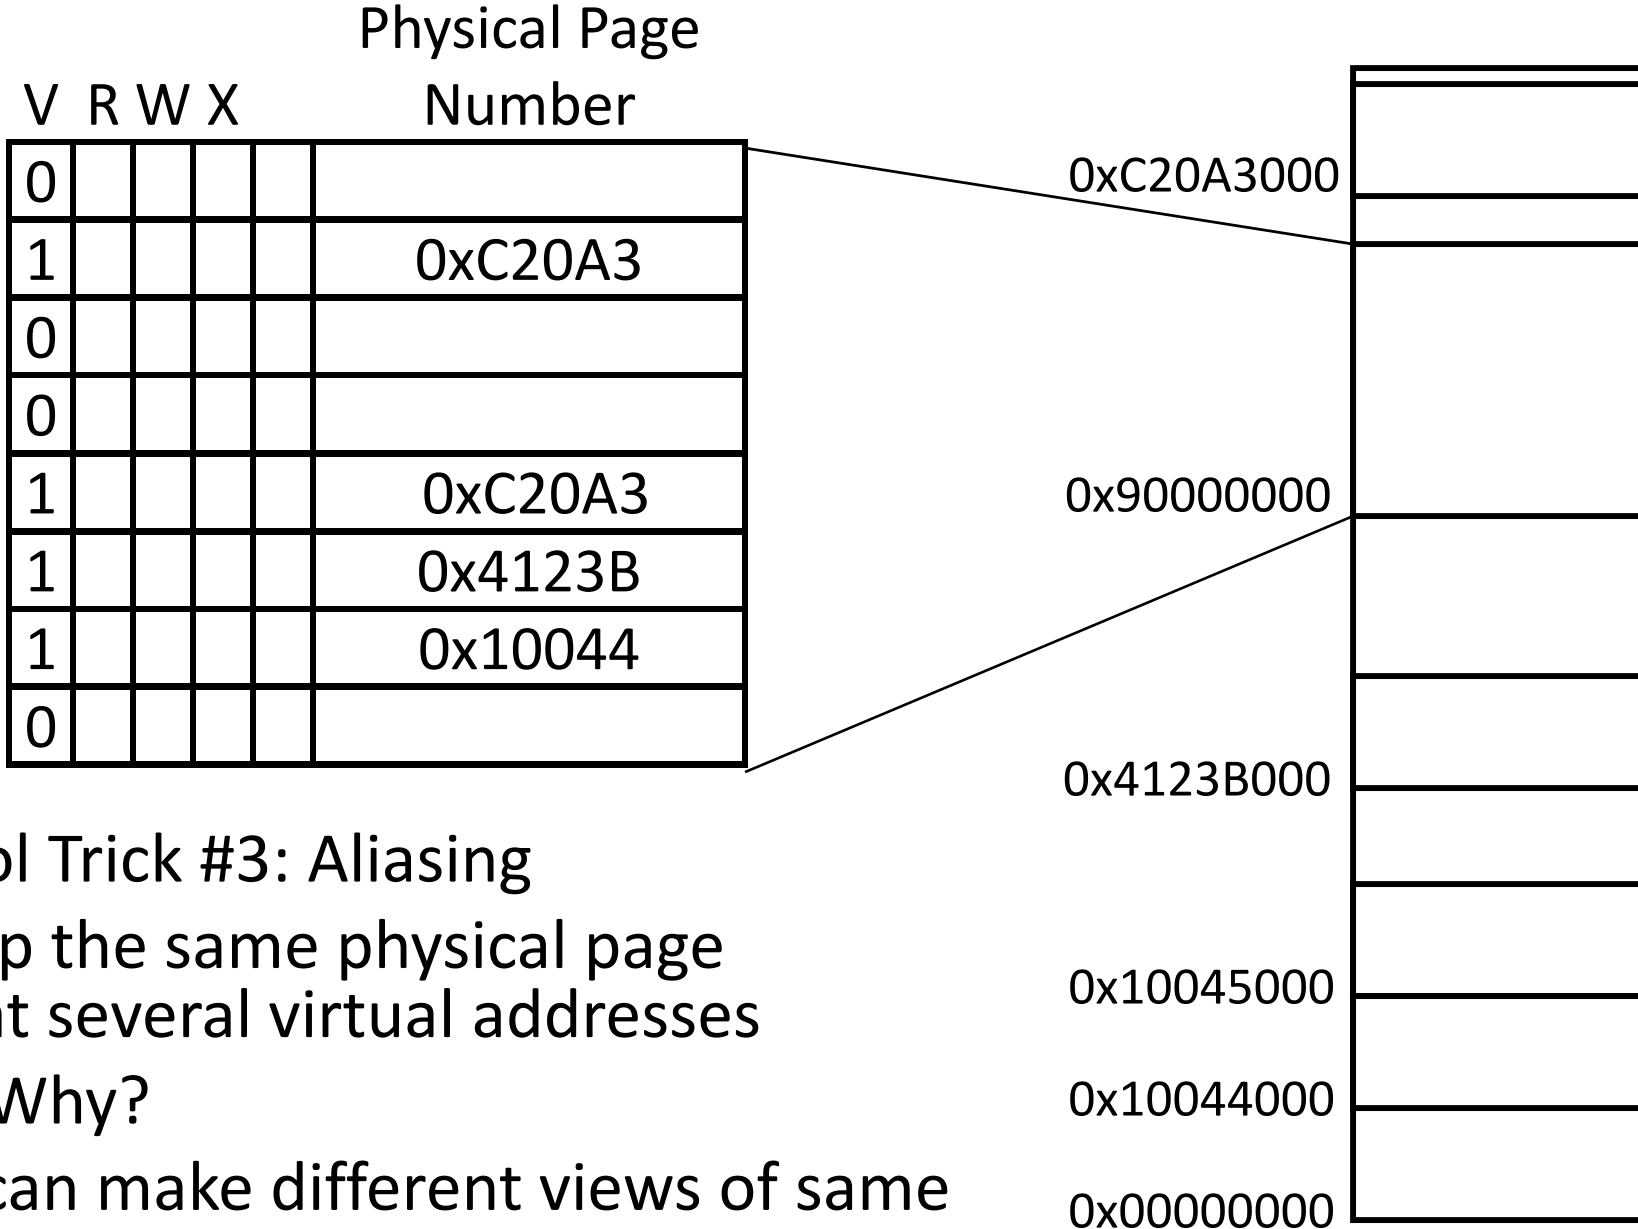 Physical Page
V R W X Number
0
1 0xC20A3
0
0
1 0xC20A3
1 0x4123B
1 0x10044
0
0xC20A3000
0x90000000
0x4123B000
0x10045000
0x10044000
0x00000000
ol Trick #3: Aliasing
p the same physical page
t several virtual addresses
Why?
can make different views of same